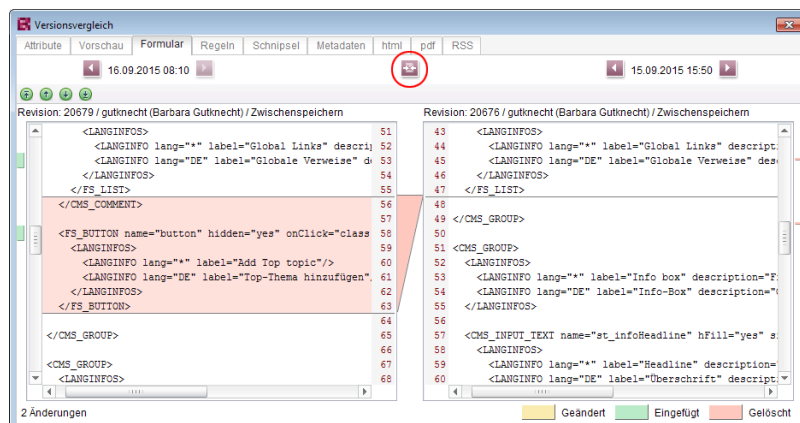 Versionsvergleich
Attribute Vorschau Formular Regeln Schnipsel Metadaten html pdf RSS
16.09.2015 08:10
15.09.2015 15:50
Revision: 20679 / gutknecht (Barbara Gutknecht) / Zwischenspeichern
<LANGINFOS> 51
<LANGINFO lang="*" label="Global Links" descrip 52
<LANGINFO lang="DE" label="Globale Verweise" de 53
</LANGINFOS> 54
</FS_LIST> 55
</CMS_COMMENT> 56
57
<FS_BUTTON name="button" hidden="yes" onClick="class 58
<LANGINFOS> 59
<LANGINFO lang="*" label="Add Top topic"/> 60
<LANGINFO lang="DE" label="Top-Thema hinzufügen" 61
</LANGINFOS> 62
</FS_BUTTON> 63
64
</CMS_GROUP> 65
66
<CMS_GROUP> 67
<LANGINFOS> 68
Revision: 20676 / gutknecht (Barbara Gutknecht) / Zwischenspeichern
43 <LANGINFOS>
44 <LANGINFO lang="*" label="Global Links" descript
45 <LANGINFO lang="DE" label="Globale Verweise" des
46 </LANGINFOS>
47 </FS_LIST>
48
49 </CMS_GROUP>
50
51 <CMS_GROUP>
52 <LANGINFOS>
53 <LANGINFO lang="*" label="Info box" description="F
54 <LANGINFO lang="DE" label="Info-Box" description="
55 </LANGINFOS>
56
57 <CMS_INPUT_TEXT name="st_infoHeadline" hFill="yes" s
58 <LANGINFOS>
59 <LANGINFO lang="*" label="Headline" description="
60 <LANGINFO lang="DE" label="Überschrift" descript
2 Änderungen
Geändert Eingefügt Gelöscht